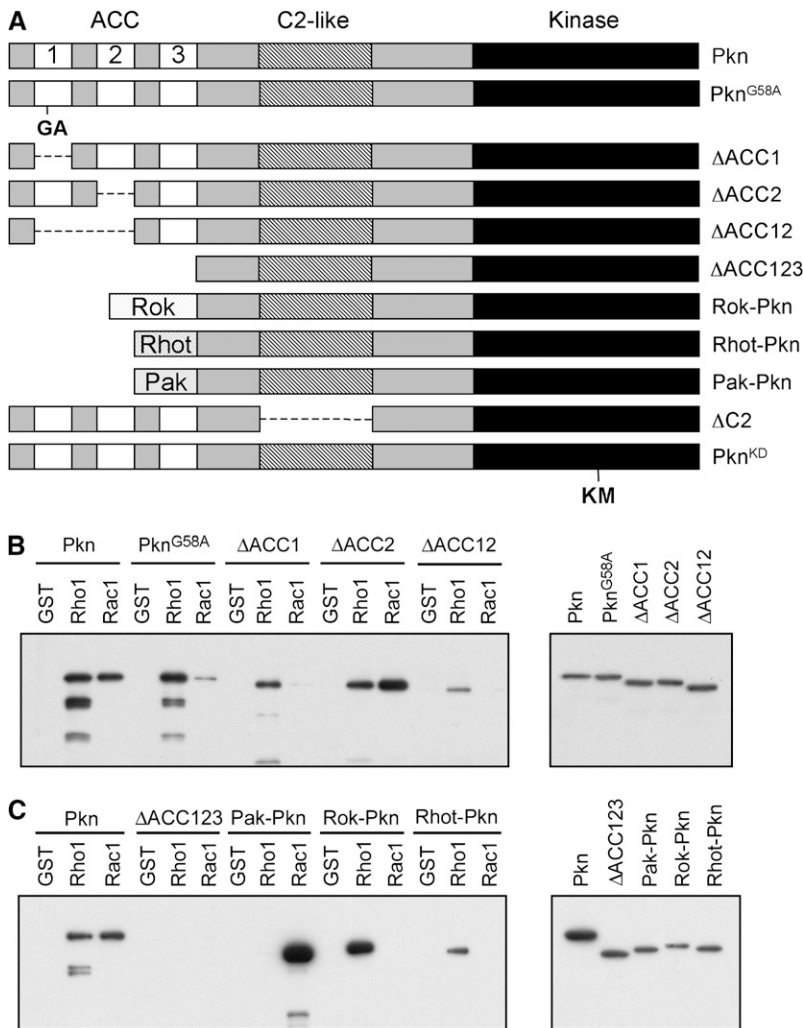 A
ACC C2-like Kinase
1 2 3 Pkn
Pkn^G58A
GA
ΔACC1
ΔACC2
ΔACC12
ΔACC123
Rok Rok-Pkn
Rhot Rhot-Pkn
Pak Pak-Pkn
ΔC2
Pkn^KD
KM
B
Pkn Pkn^G58A ΔACC1 ΔACC2 ΔACC12
GST Rho1 Rac1 GST Rho1 Rac1 GST Rho1 Rac1 GST Rho1 Rac1 GST Rho1 Rac1
Pkn Pkn^G58A ΔACC1 ΔACC2 ΔACC12
C
Pkn ΔACC123 Pak-Pkn Rok-Pkn Rhot-Pkn
GST Rho1 Rac1 GST Rho1 Rac1 GST Rho1 Rac1 GST Rho1 Rac1 GST Rho1 Rac1
Pkn ΔACC123 Pak-Pkn Rok-Pkn Rhot-Pkn